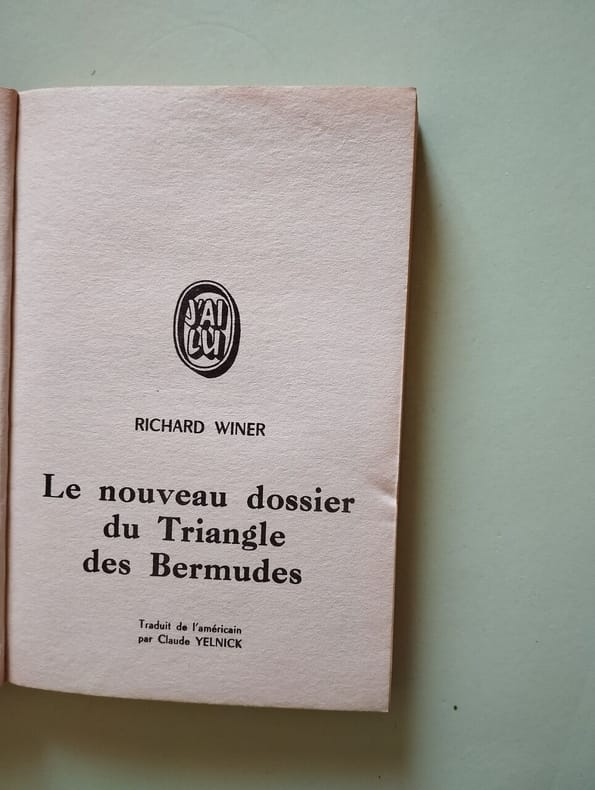 J'AI
LU
RICHARD WINER
Le nouveau dossier
du Triangle
des Bermudes
Traduit de l'américain
par Claude YELNICK